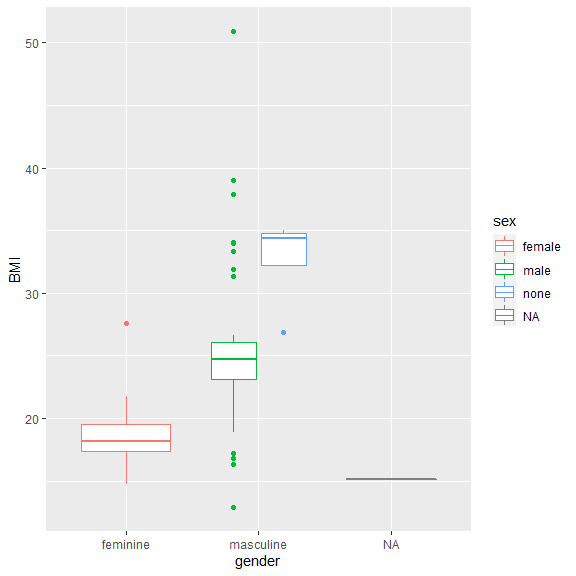 50
40
30
20
BMI
feminine
masculine
NA
gender
sex
female
male
none
NA